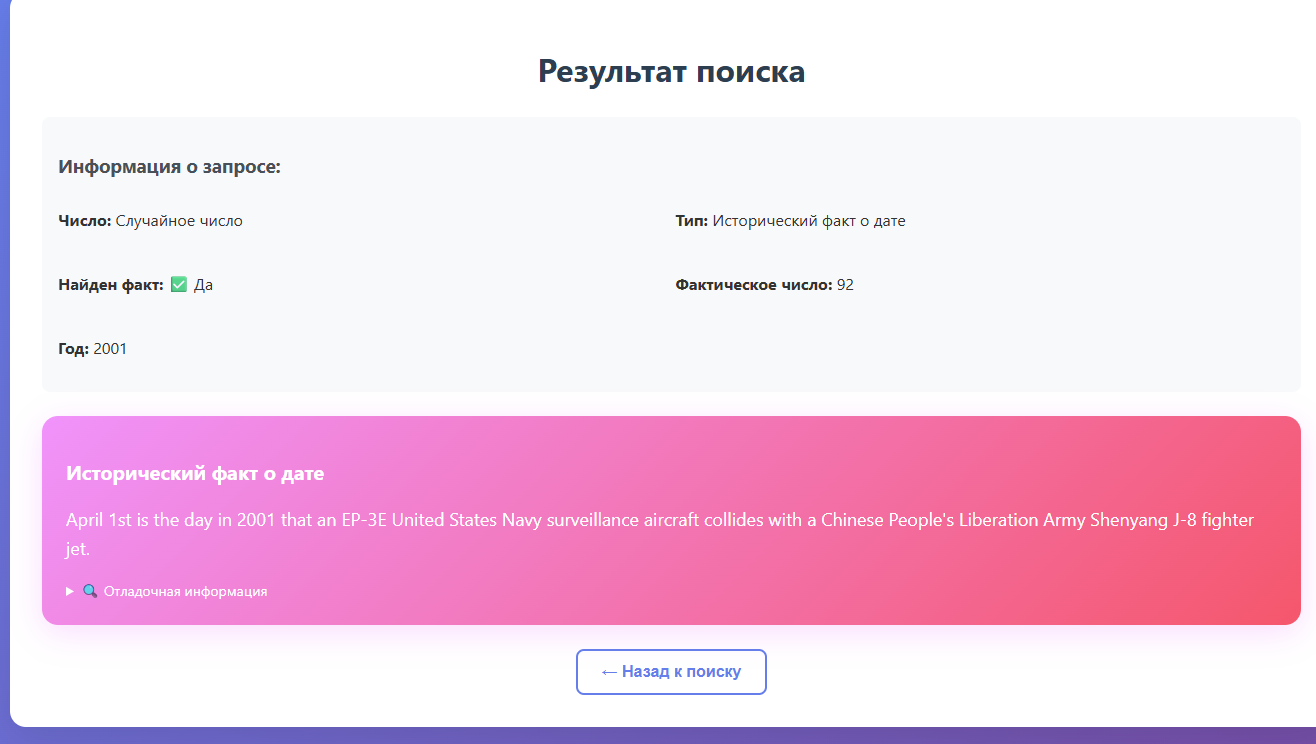 Результат поиска
Информация о запросе:
Число: Случайное число
Тип: Исторический факт о дате
Найден факт: ✅ Да
Фактическое число: 92
Год: 2001
Исторический факт о дате
April 1st is the day in 2001 that an EP-3E United States Navy surveillance aircraft collides with a Chinese People's Liberation Army Shenyang J-8 fighter
jet.
▶ 🔍 Отладочная информация
← Назад к поиску